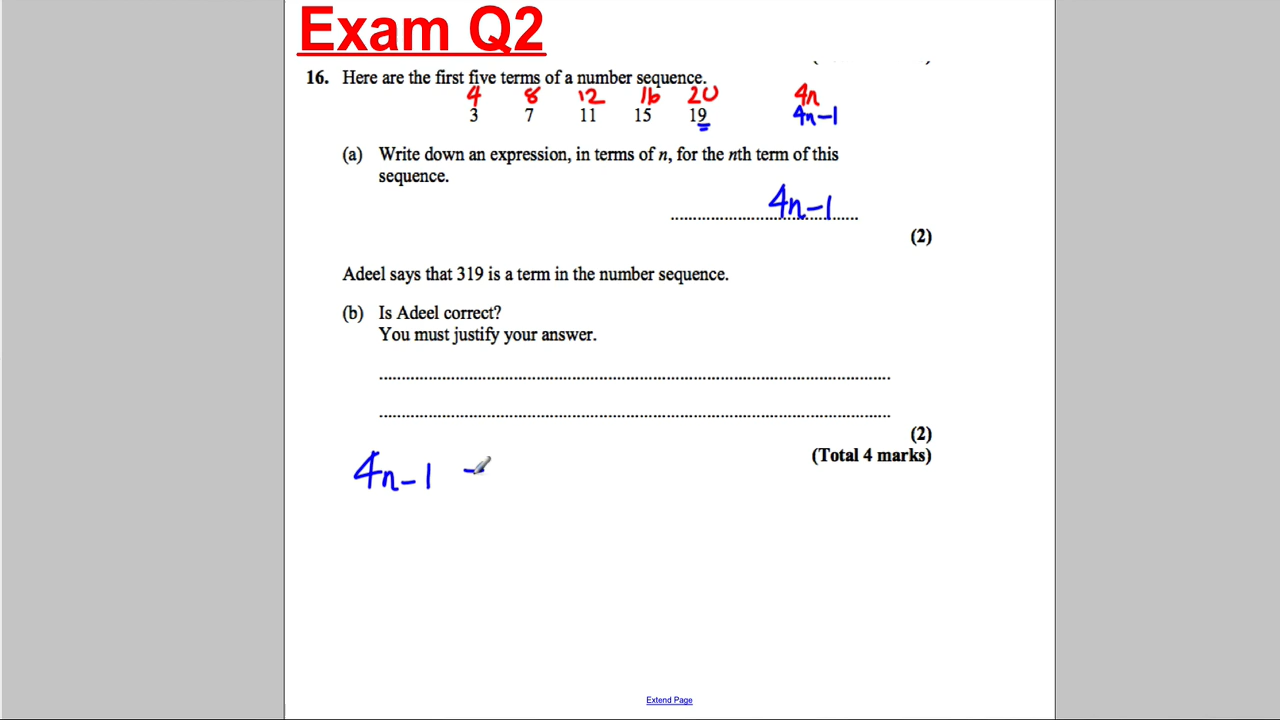 Exam Q2
16. Here are the first five terms of a number sequence.
4 8 12 16 20 4n
3 7 11 15 19 4n-1
(a) Write down an expression, in terms of n, for the nth term of this
sequence.
4n-1
(2)
Adeel says that 319 is a term in the number sequence.
(b) Is Adeel correct?
You must justify your answer.
(2)
(Total 4 marks)
4n-1
Extend Page